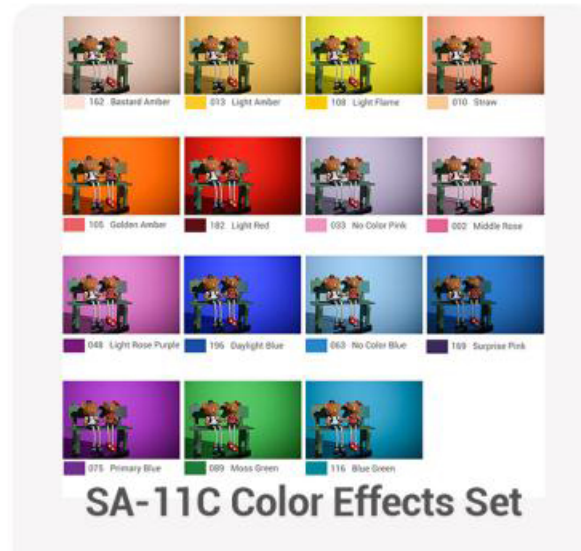 162 Bastard Amber
013 Light Amber
108 Light Flame
010 Straw
105 Golden Amber
182 Light Red
033 No Color Pink
002 Middle Rose
048 Light Rose Purple
196 Daylight Blue
063 No Color Blue
169 Surprise Pink
075 Primary Blue
089 Moss Green
116 Blue Green
SA-11C Color Effects Set